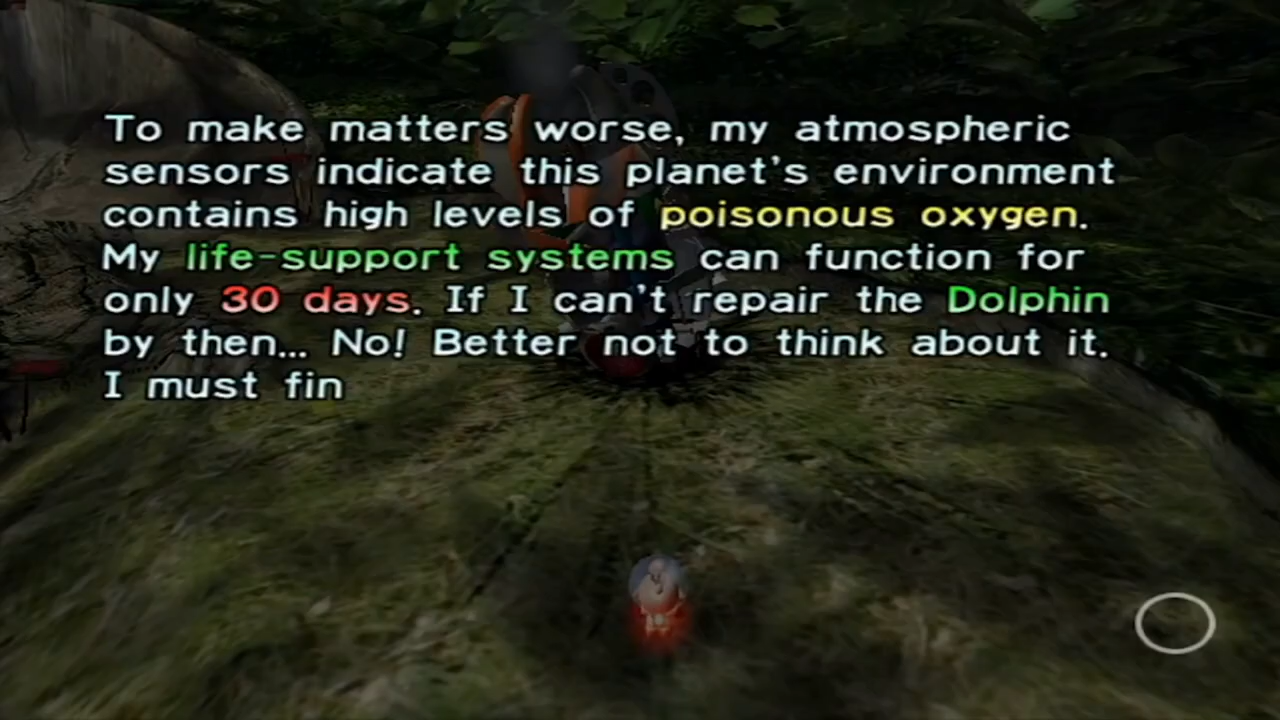 To make matters worse, my atmospheric
sensors indicate this planet's environment
contains high levels of poisonous oxygen.
My life-support systems can function for
only 30 days. If I can't repair the Dolphin
by then... No! Better not to think about it.
I must fin